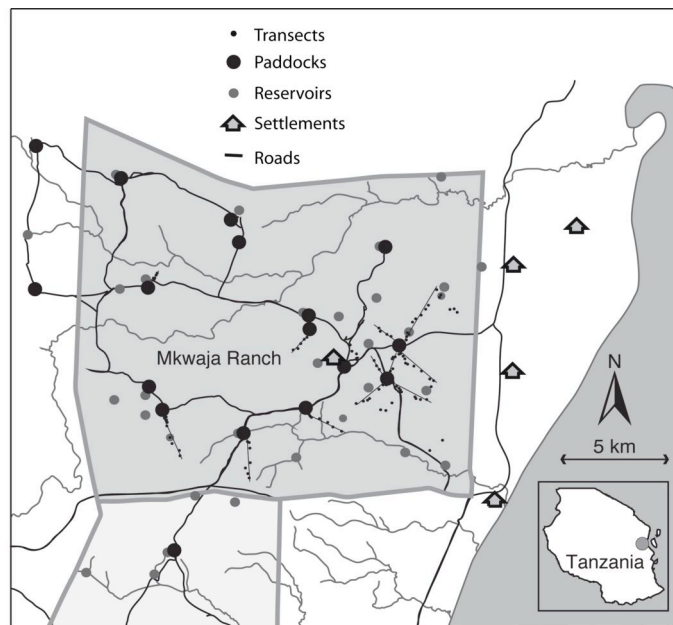 Transects
Paddocks
Reservoirs
Settlements
Roads
Mkwaja Ranch
N
5 km
Tanzania